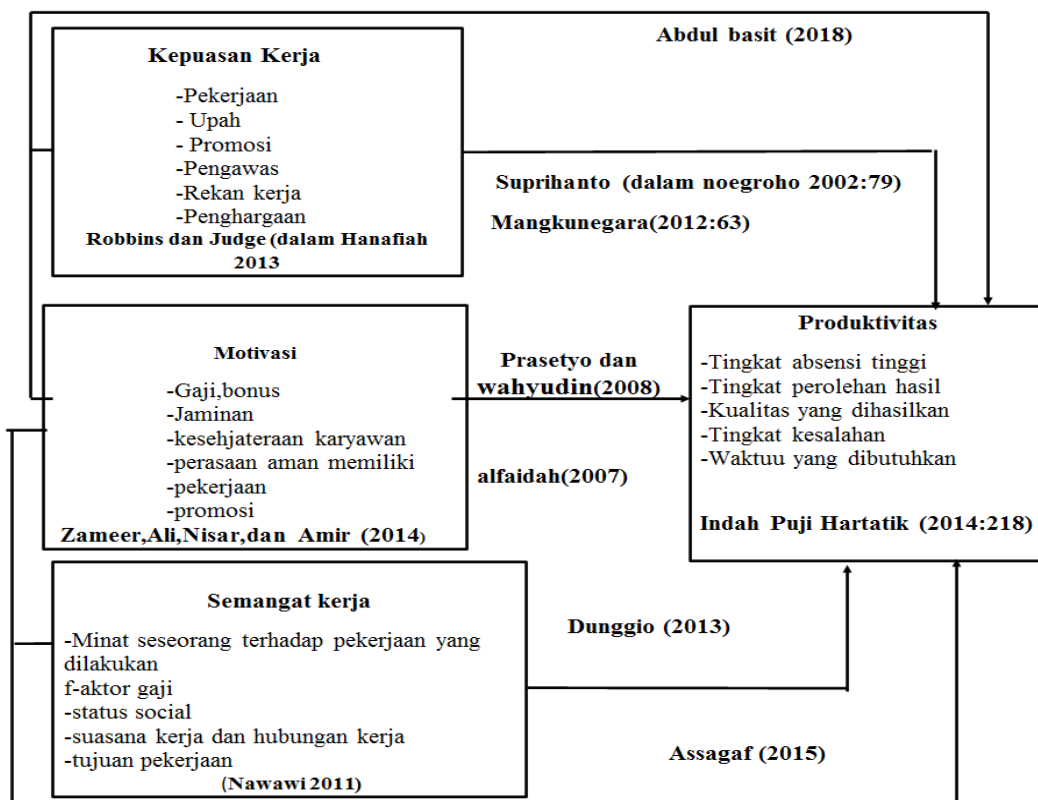 Abdul basit (2018)
Kepuasan Kerja
-Pekerjaan
- Upah
- Promosi
-Pengawas
-Rekan kerja
-Penghargaan
Robbins dan Judge (dalam Hanafiah
2013
Suprihanto (dalam noegroho 2002:79)
Mangkunegara(2012:63)
Motivasi
-Gaji,bonus
-Jaminan
-kesehjateraan karyawan
-perasaan aman memiliki
-pekerjaan
-promosi
Zameer,Ali,Nisar,dan Amir (2014)
Prasetyo dan
wahyudin(2008)
alfaidah(2007)
Produktivitas
-Tingkat absensi tinggi
-Tingkat perolehan hasil
-Kualitas yang dihasilkan
-Tingkat kesalahan
-Waktuu yang dibutuhkan
Indah Puji Hartatik (2014:218)
Semangat kerja
-Minat seseorang terhadap pekerjaan yang
dilakukan
f-aktor gaji
-status social
-suasana kerja dan hubungan kerja
-tujuan pekerjaan
(Nawawi 2011)
Dunggio (2013)
Assagaf (2015)